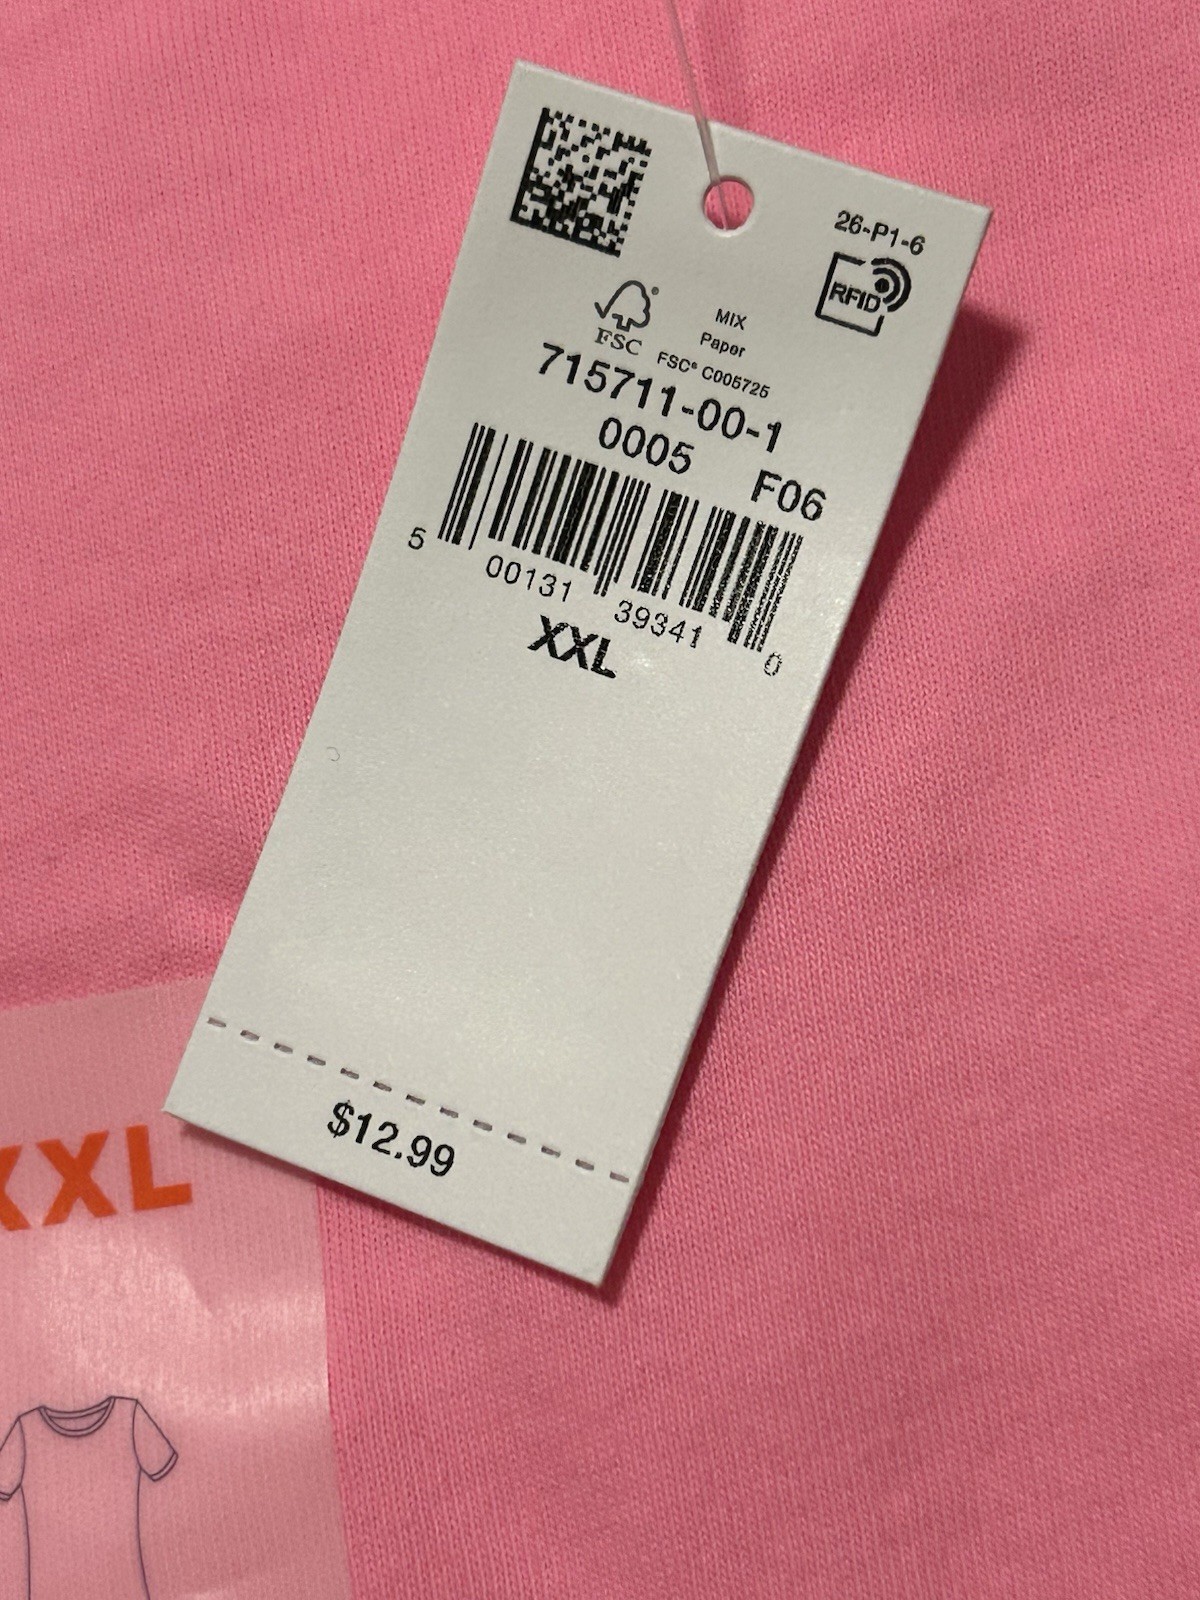 26-P1-6
RFID
MIX
Paper
FSC® C005725
FSC®
715711-00-1
0005 F06
5 00131 39341 0
XXL
$12.99
XXL